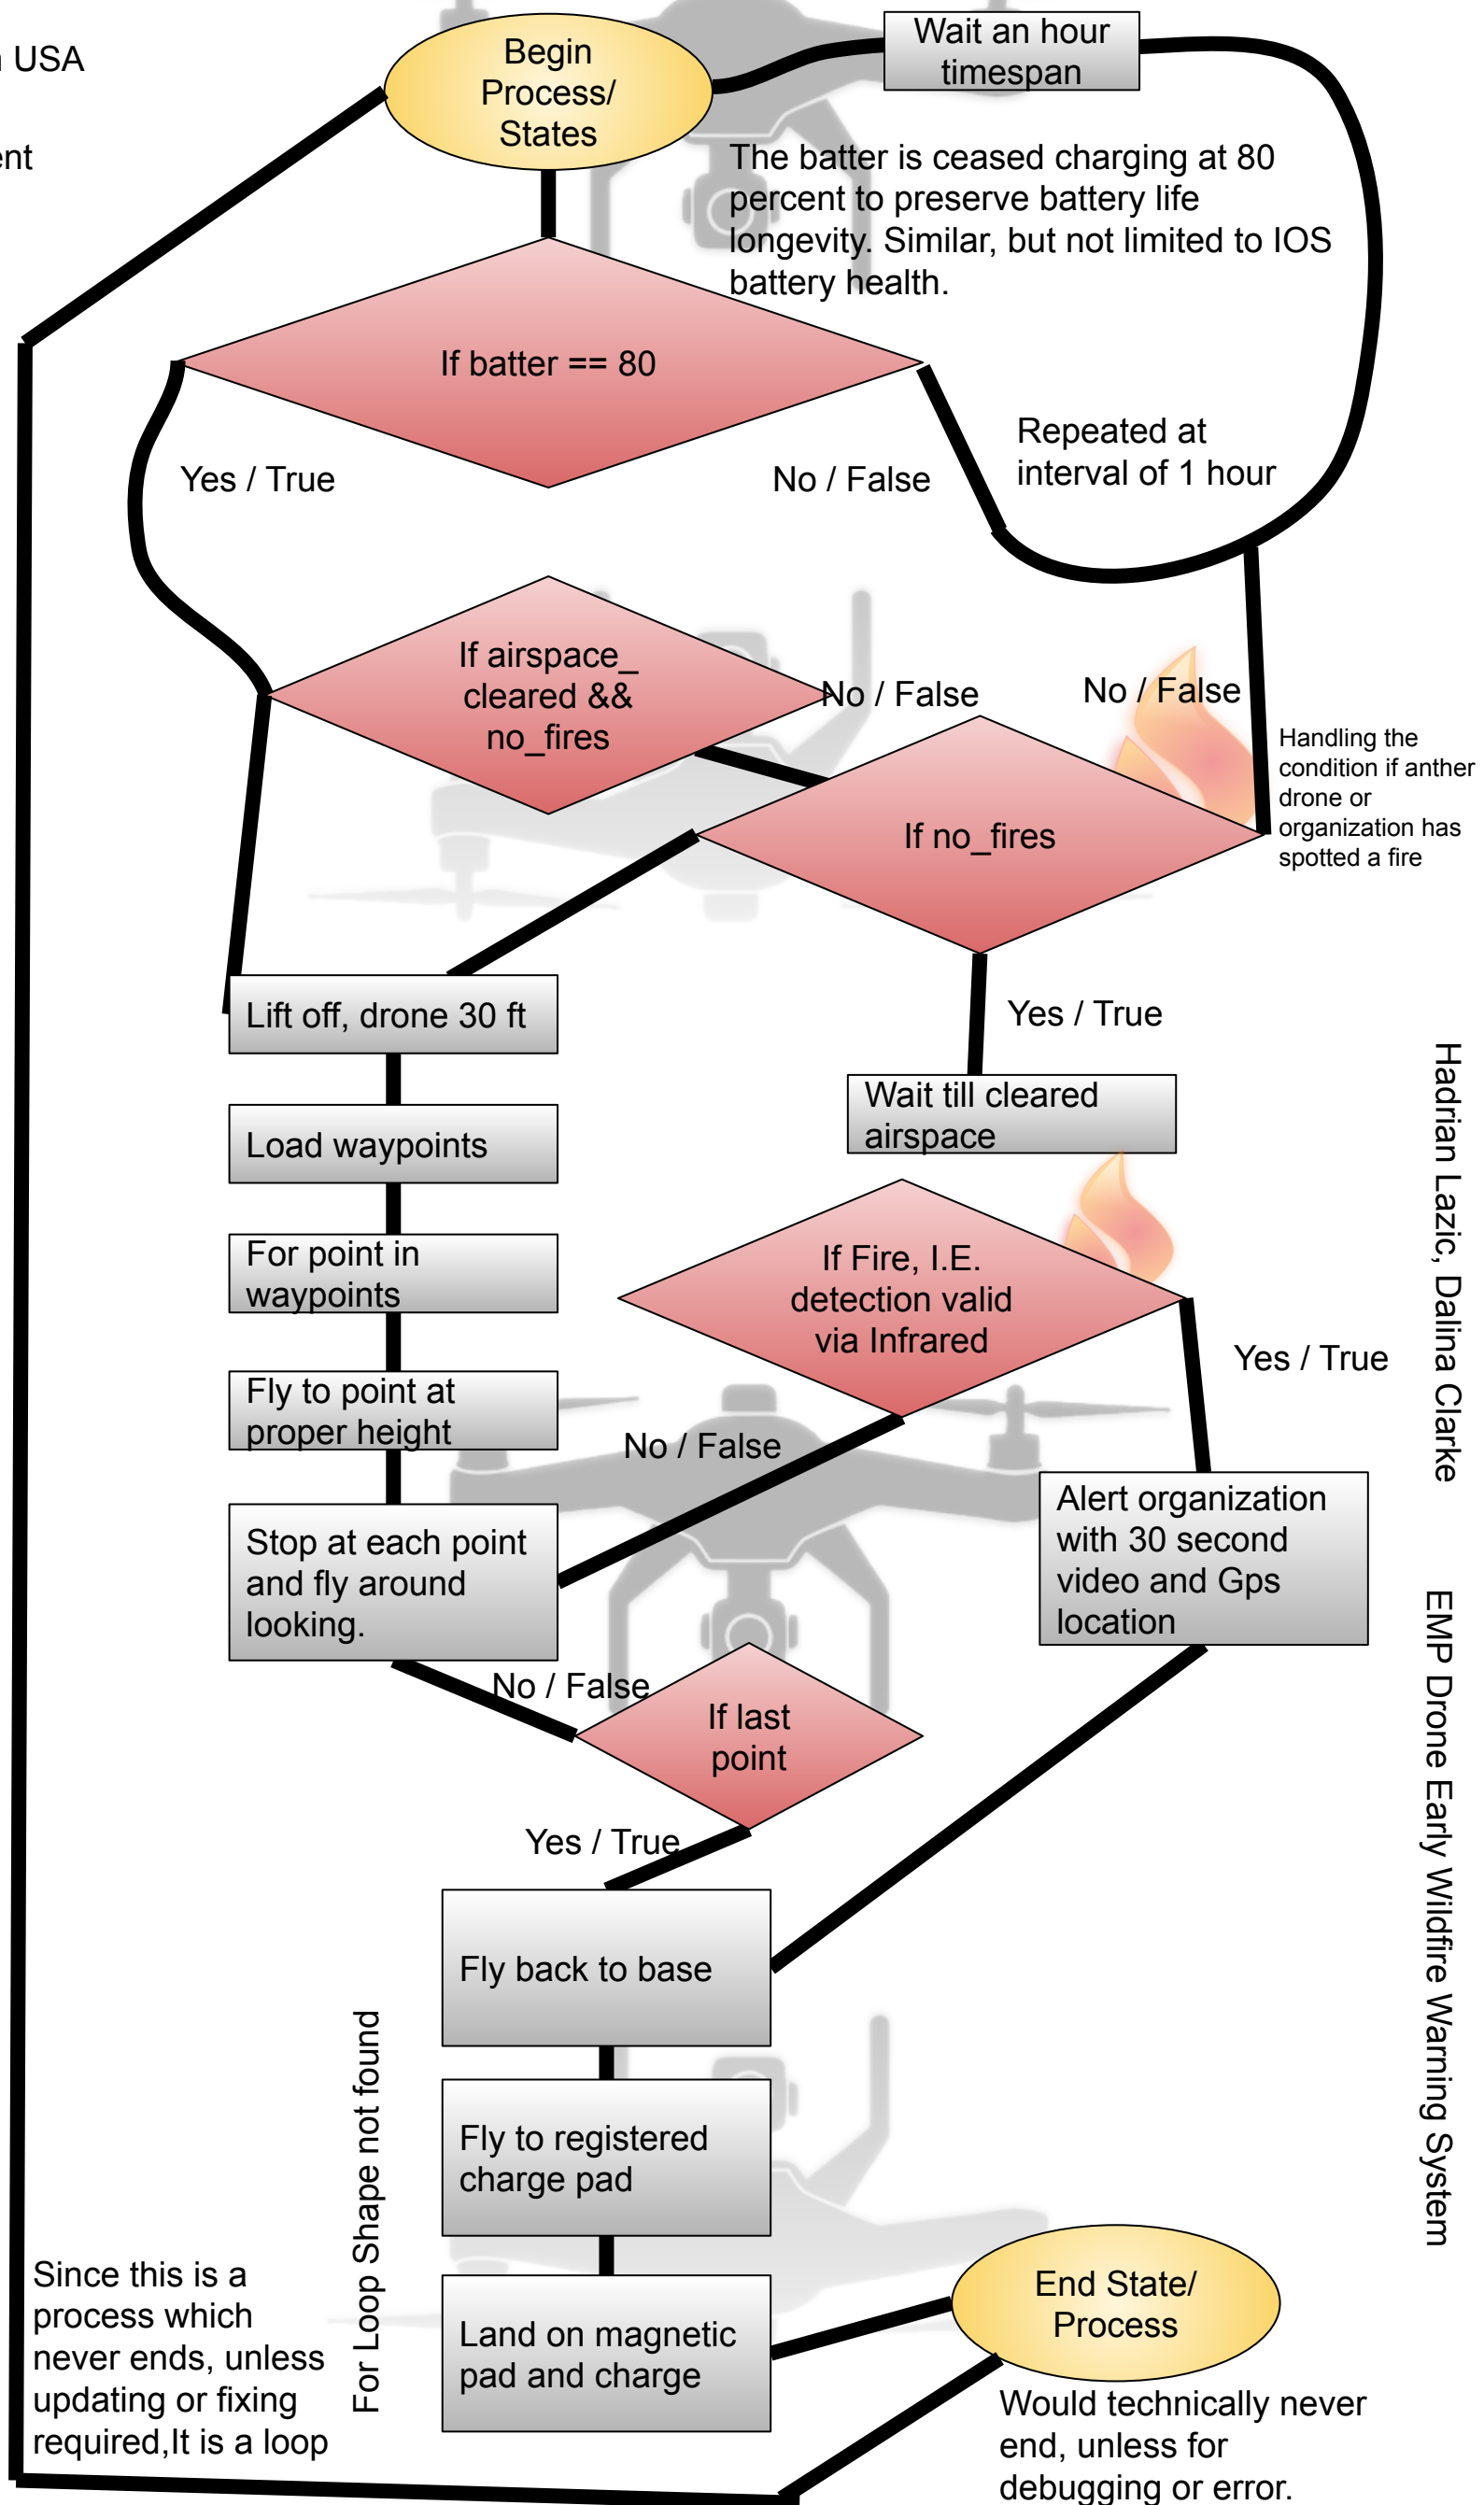 USA
Begin
Process/
States
Wait an hour
timespan
The batter is ceased charging at 80
percent to preserve battery life
longevity. Similar, but not limited to IOS
battery health.
If batter == 80
Yes / True
No / False
Repeated at
interval of 1 hour
If airspace_
cleared &&
no_fires
No / False
No / False
If no_fires
Handling the
condition if anther
drone or
organization has
spotted a fire
Lift off, drone 30 ft
Yes / True
Load waypoints
Wait till cleared
airspace
For point in
waypoints
If Fire, I.E.
detection valid
via Infrared
Yes / True
Fly to point at
proper height
No / False
Stop at each point
and fly around
looking.
Alert organization
with 30 second
video and Gps
location
No / False
If last
point
Yes / True
Fly back to base
Fly to registered
charge pad
For Loop Shape not found
Land on magnetic
pad and charge
End State/
Process
Since this is a
process which
never ends, unless
updating or fixing
required,It is a loop
Would technically never
end, unless for
debugging or error.
Hadrian Lazic, Dalina Clarke
EMP Drone Early Wildfire Warning System